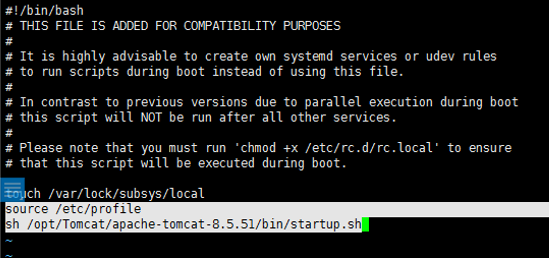 #!/bin/bash
# THIS FILE IS ADDED FOR COMPATIBILITY PURPOSES
#
# It is highly advisable to create own systemd services or udev rules
# to run scripts during boot instead of using this file.
#
# In contrast to previous versions due to parallel execution during boot
# this script will NOT be run after all other services.
#
# Please note that you must run 'chmod +x /etc/rc.d/rc.local' to ensure
# that this script will be executed during boot.

touch /var/lock/subsys/local
source /etc/profile
sh /opt/Tomcat/apache-tomcat-8.5.51/bin/startup.sh
~
~